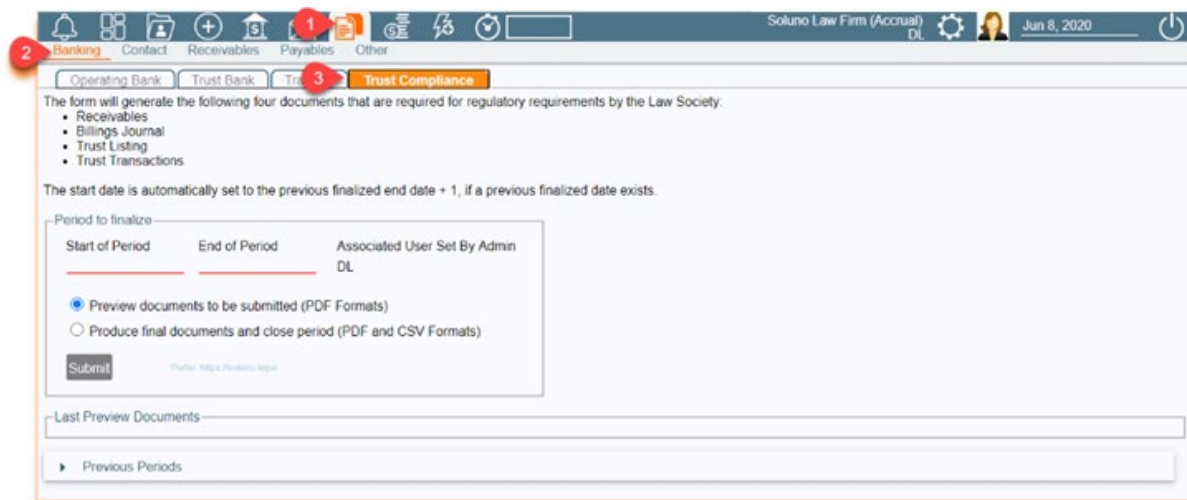 1
Soluno Law Firm (Accrual)
DL
Jun 8, 2020
2
Banking Contact Receivables Payables Other
Operating Bank Trust Bank 3 Trust Compliance
The form will generate the following four documents that are required for regulatory requirements by the Law Society:
• Receivables
• Billings Journal
• Trust Listing
• Trust Transactions
The start date is automatically set to the previous finalized end date + 1, if a previous finalized date exists.
Period to finalize
Start of Period End of Period Associated User Set By Admin
DL
Preview documents to be submitted (PDF Formats)
Produce final documents and close period (PDF and CSV Formats)
Submit
Last Preview Documents
Previous Periods